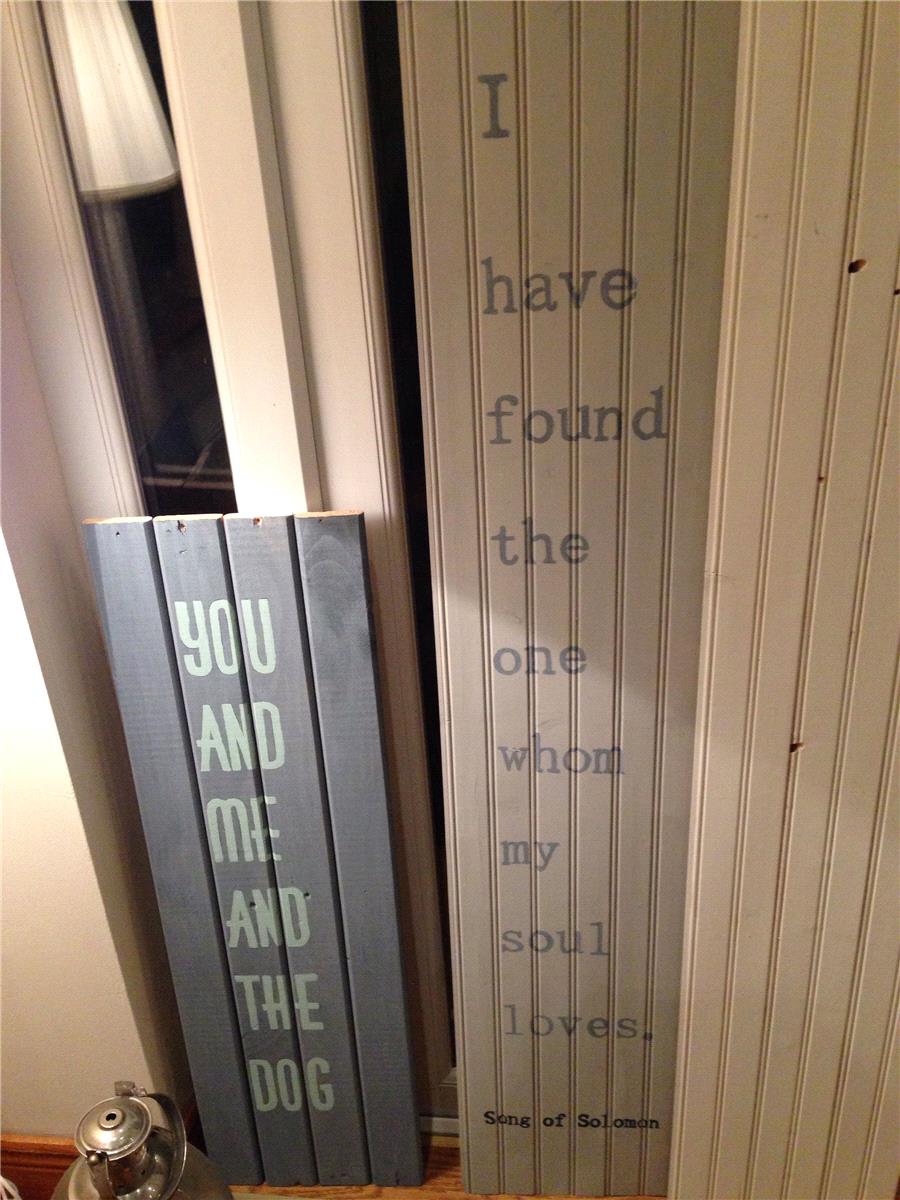 YOU
AND
ME
AND
THE
DOG
I
have
found
the
one
whom
my
soul
loves.
Song of Solomon